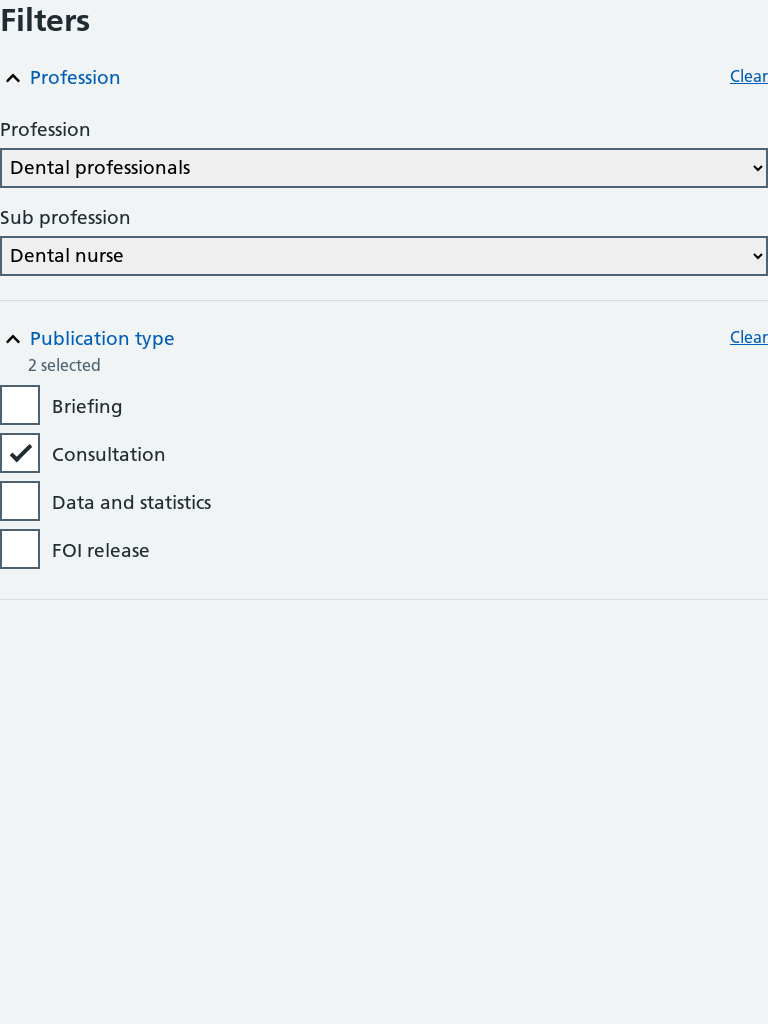 Filters
Profession
Clear
Profession
Dental professionals
Sub profession
Dental nurse
Publication type
Clear
2 selected
Briefing
Consultation
Data and statistics
FOI release